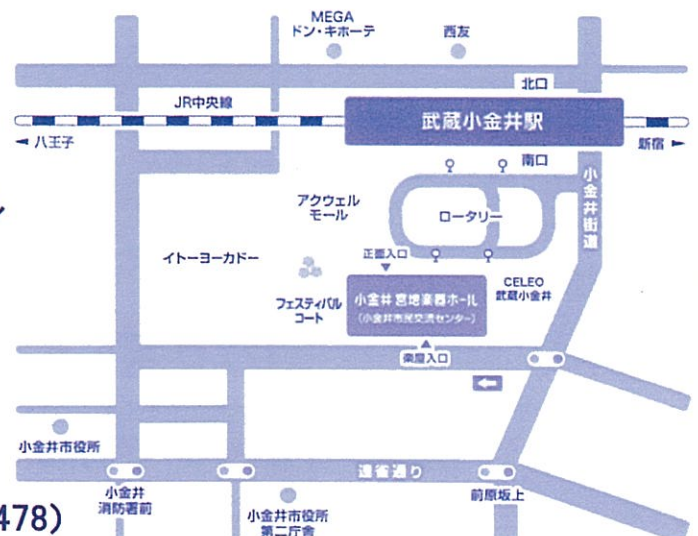 MEGA
ドン・キホーテ
西友
北口
JR中央線
武蔵小金井駅
◄ 八王子
新宿 ►
南口
小金井街道
アクウェル
モール
ロータリー
イトーヨーカドー
正面入口
フェスティバル
コート
小金井 宮地楽器ホール
(小金井市民交流センター)
CELEO
武蔵小金井
楽屋入口
小金井市役所
連雀通り
小金井
消防署前
前原坂上
小金井市役所
第二庁舎
478)